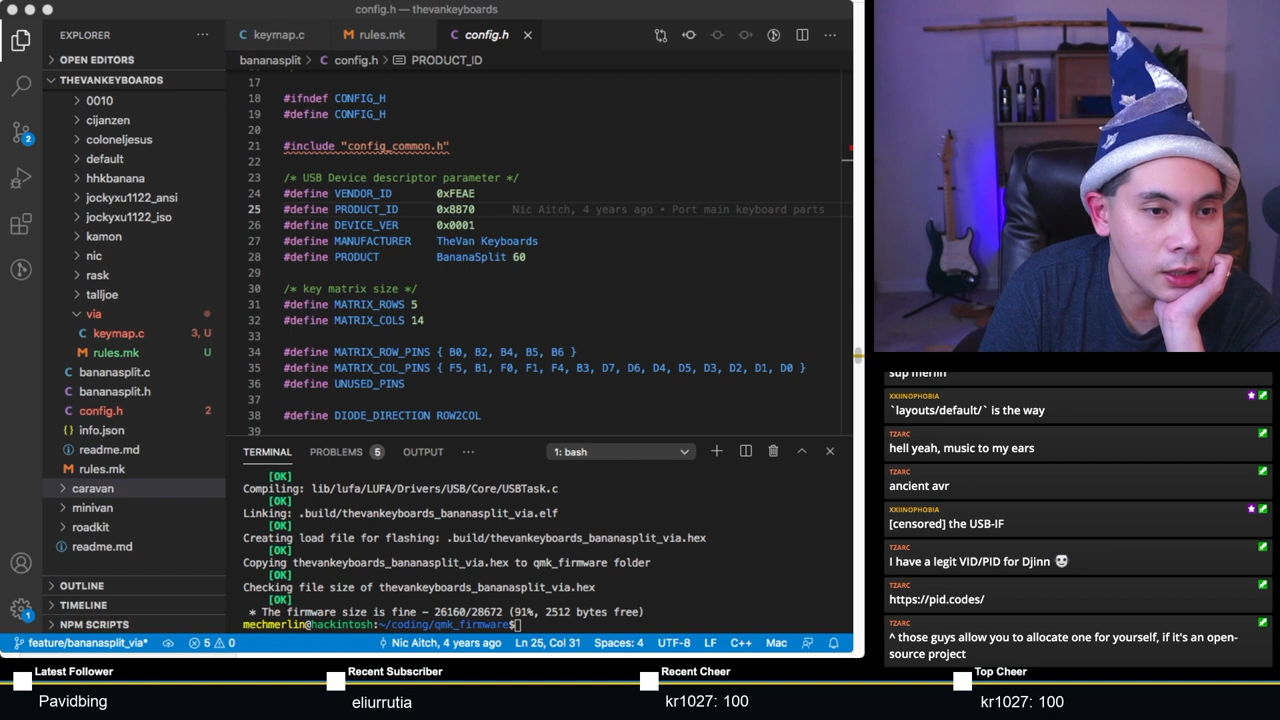 config.h — thevankeyboards
EXPLORER
keymap.c
rules.mk
config.h
OPEN EDITORS
bananasplit > config.h > PRODUCT_ID
THEVANKEYBOARDS
0010
cijanzen
coloneljesus
default
hhkbanana
jockyxu1122_ansi
jockyxu1122_iso
kamon
nic
rask
talljoe
via
keymap.c 3, U
rules.mk U
bananasplit.c
bananasplit.h
config.h 2
info.json
readme.md
rules.mk
caravan
minivan
roadkit
readme.md
OUTLINE
TIMELINE
NPM SCRIPTS
2
1
17
18 #ifndef CONFIG_H
19 #define CONFIG_H
20
21 #include "config_common.h"
22
23 /* USB Device descriptor parameter */
24 #define VENDOR_ID 0xFEAE
25 #define PRODUCT_ID 0x8870 Nic Aitch, 4 years ago • Port main keyboard parts
26 #define DEVICE_VER 0x0001
27 #define MANUFACTURER TheVan Keyboards
28 #define PRODUCT BananaSplit 60
29
30 /* key matrix size */
31 #define MATRIX_ROWS 5
32 #define MATRIX_COLS 14
33
34 #define MATRIX_ROW_PINS { B0, B2, B4, B5, B6 }
35 #define MATRIX_COL_PINS { F5, B1, F0, F1, F4, B3, D7, D6, D4, D5, D3, D2, D1, D0 }
36 #define UNUSED_PINS
37
38 #define DIODE_DIRECTION ROW2COL
39
TERMINAL PROBLEMS 5 OUTPUT 1: bash
[OK]
Compiling: lib/lufa/LUFA/Drivers/USB/Core/USBTask.c
[OK]
Linking: .build/thevankeyboards_bananasplit_via.elf
[OK]
Creating load file for flashing: .build/thevankeyboards_bananasplit_via.hex
[OK]
Copying thevankeyboards_bananasplit_via.hex to qmk_firmware folder
[OK]
Checking file size of thevankeyboards_bananasplit_via.hex
[OK]
* The firmware size is fine - 26160/28672 (91%, 2512 bytes free)
mechmerlin@hackintosh:~/coding/qmk_firmware$
feature/bananasplit_via* 5 0 Nic Aitch, 4 years ago Ln 25, Col 31 Spaces: 4 UTF-8 LF C++ Mac
sup merlin
XXIINOPHOBIA
`layouts/default/` is the way
TZARC
hell yeah, music to my ears
TZARC
ancient avr
XXIINOPHOBIA
[censored] the USB-IF
TZARC
I have a legit VID/PID for Djinn
TZARC
https://pid.codes/
TZARC
^ those guys allow you to allocate one for yourself, if it's an open-
source project
Latest Follower
Pavidbing
Recent Subscriber
eliurrutia
Recent Cheer
kr1027: 100
Top Cheer
kr1027: 100